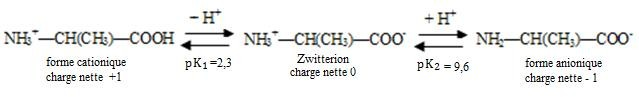 − H⁺ + H⁺
NH₃⁺—CH(CH₃)—COOH NH₃⁺—CH(CH₃)—COO⁻ NH₂—CH(CH₃)—COO⁻
forme cationique Zwitterion forme anionique
charge nette +1 pK₁ =2,3 charge nette 0 pK2 = 9,6 charge nette - 1